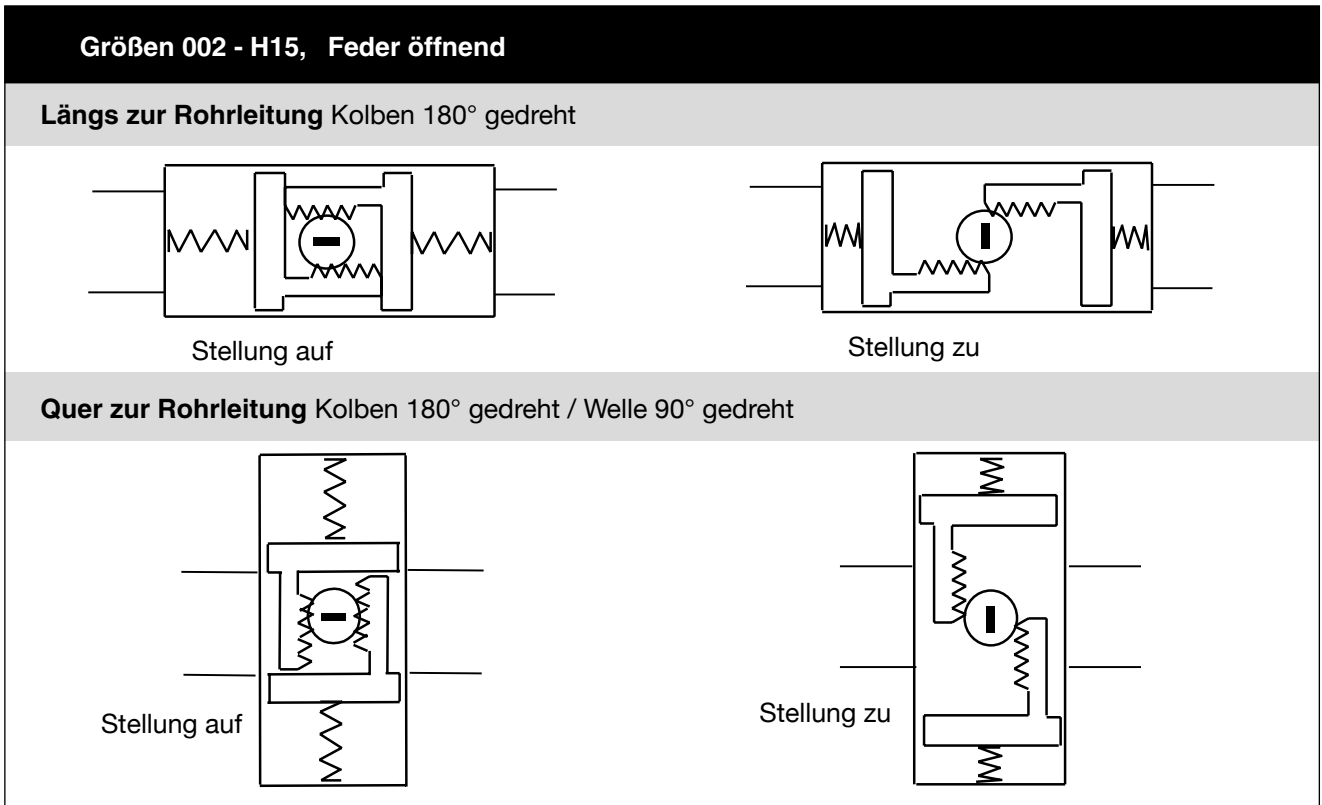 Größen 002 - H15, Feder öffnend
Längs zur Rohrleitung Kolben 180° gedreht
Stellung auf
Stellung zu
Quer zur Rohrleitung Kolben 180° gedreht / Welle 90° gedreht
Stellung auf
Stellung zu